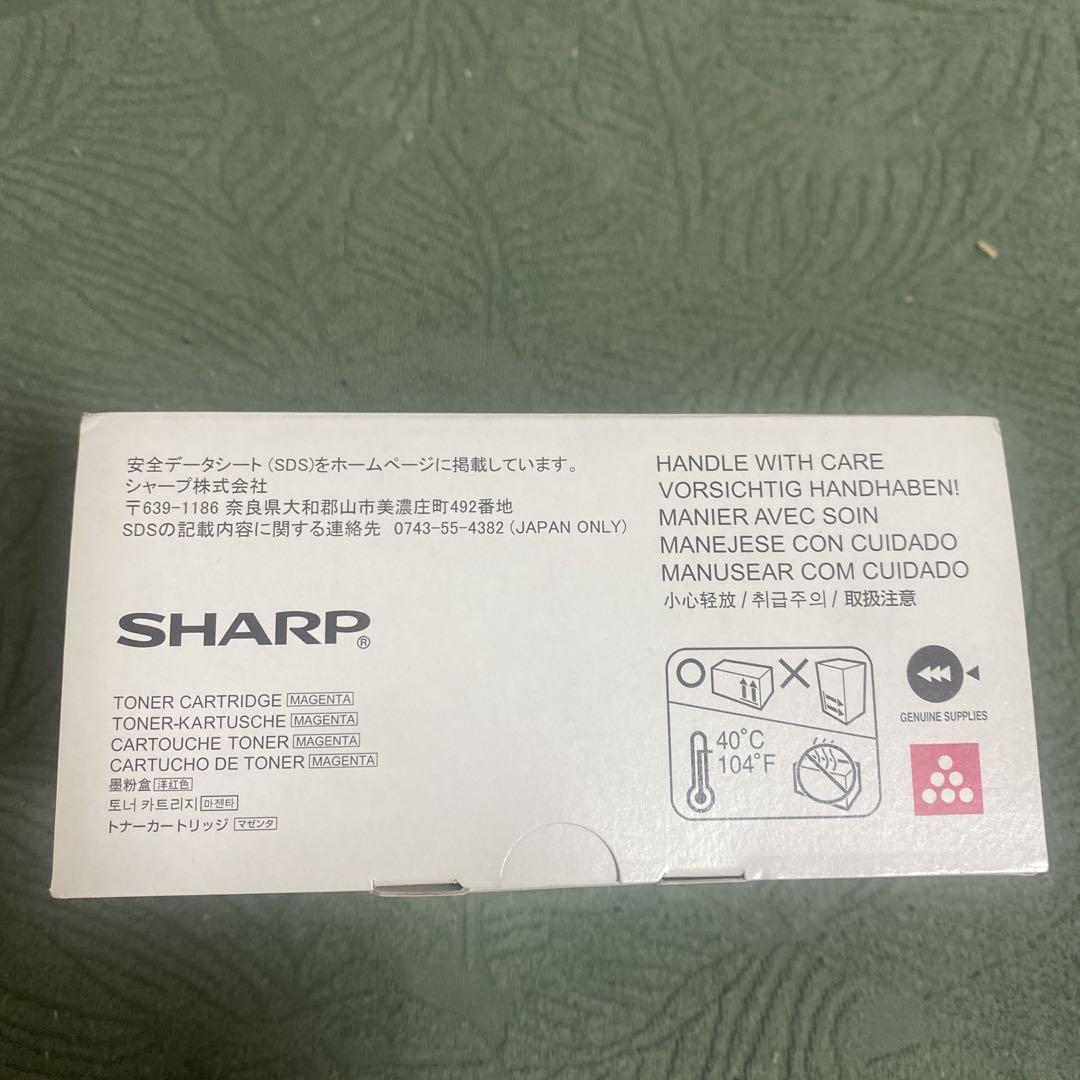 安全データシート(SDS)をホームページに掲載しています。
シャープ株式会社
〒639-1186 奈良県大和郡山市美濃庄町492番地
SDSの記載内容に関する連絡先 0743-55-4382 (JAPAN ONLY)
SHARP®
TONER CARTRIDGE MAGENTA
TONER-KARTUSCHE MAGENTA
CARTOUCHE TONER MAGENTA
CARTUCHO DE TONER MAGENTA
墨粉盒 洋红色
토너 카트리지 마젠타
トナーカートリッジ マゼンタ
HANDLE WITH CARE
VORSICHTIG HANDHABEN!
MANIER AVEC SOIN
MANEJESE CON CUIDADO
MANUSEAR COM CUIDADO
小心轻放 / 취급주의 / 取扱注意
40°C
104°F
GENUINE SUPPLIES